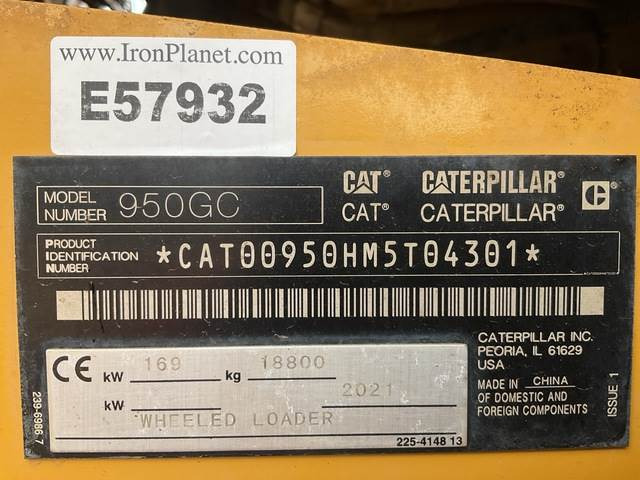 www.IronPlanet.com
E57932
CAT® CATERPILLAR®
MODEL NUMBER 950GC
CAT® CATERPILLAR® C
PRODUCT IDENTIFICATION NUMBER *CAT00950HM5T04301*
CATERPILLAR INC.
PEORIA, IL 61629
USA
MADE IN CHINA
OF DOMESTIC AND
FOREIGN COMPONENTS
ISSUE 1
CE kW 169 kg 18800
kW 2021
WHEELED LOADER
225-4148 13
239-6986 7